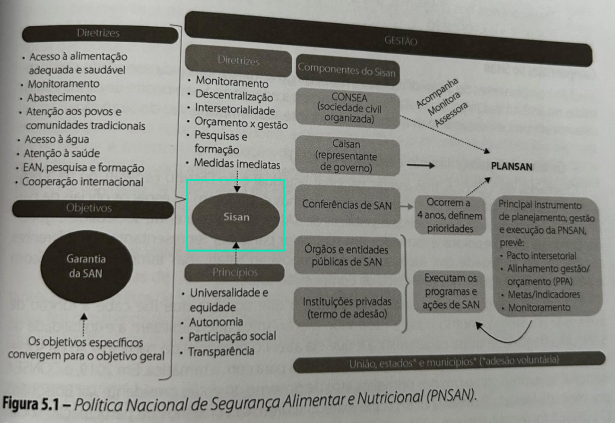 Diretrizes
• Acesso à alimentação
adequada e saudável
• Monitoramento
• Abastecimento
• Atenção aos povos e
comunidades tradicionais
• Acesso à água
• Atenção à saúde
• EAN, pesquisa e formação
• Cooperação internacional
Objetivos
Garantia
da SAN
Os objetivos específicos
convergem para o objetivo geral
GESTÃO
Diretrizes
• Monitoramento
• Descentralização
• Intersetorialidade
• Orçamento x gestão
• Pesquisas e
formação
• Medidas imediatas
Sisan
Princípios
• Universalidade e
equidade
• Autonomia
• Participação social
• Transparência
Componentes do Sisan
CONSEA
(sociedade civil
organizada)
Caisan
(representante
de governo)
Conferências de SAN
Órgãos e entidades
públicas de SAN
Instituições privadas
(termo de adesão)
Acompanha
Monitora
Assessora
PLANSAN
Ocorrem a
4 anos, definem
prioridades
Executam os
programas e
ações de SAN
Principal instrumento
de planejamento, gestão
e execução da PNSAN,
prevê:
• Pacto intersetorial
• Alinhamento gestão/
orçamento (PPA)
• Metas/indicadores
• Monitoramento
União, estados* e municípios* (*adesão voluntária)
Figura 5.1 – Política Nacional de Segurança Alimentar e Nutricional (PNSAN).